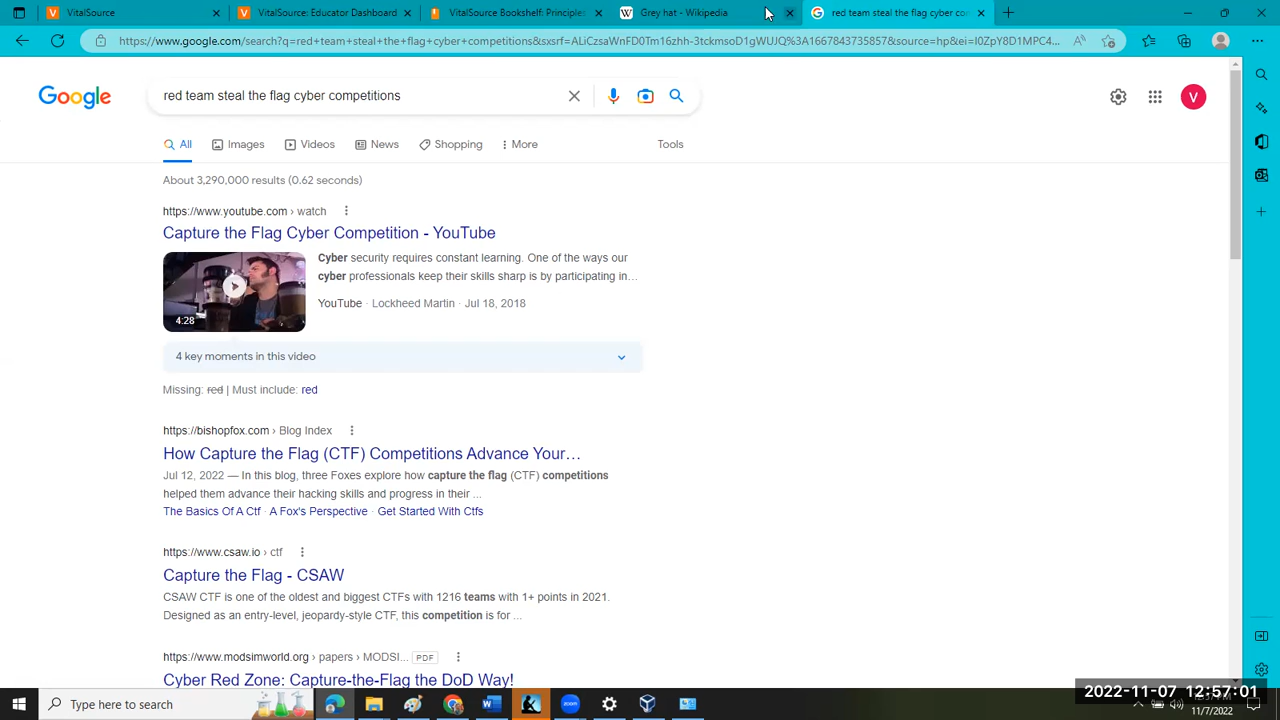 VitalSource
VitalSource: Educator Dashboard
VitalSource Bookshelf: Principles
Grey hat - Wikipedia
red team steal the flag cyber con
https://www.google.com/search?q=red+team+steal+the+flag+cyber+competitions&sxsrf=ALiCzsaWnFD0Tm16zhh-3tckmsoD1gWUJQ%3A1667843735857&source=hp&ei=I0ZpY8D1MPC4...
Google
red team steal the flag cyber competitions
V
All
Images
Videos
News
Shopping
More
Tools
About 3,290,000 results (0.62 seconds)
https://www.youtube.com › watch
Capture the Flag Cyber Competition - YouTube
4:28
Cyber security requires constant learning. One of the ways our
cyber professionals keep their skills sharp is by participating in…
YouTube · Lockheed Martin · Jul 18, 2018
4 key moments in this video
Missing: red | Must include: red
https://bishopfox.com › Blog Index
How Capture the Flag (CTF) Competitions Advance Your…
Jul 12, 2022 — In this blog, three Foxes explore how capture the flag (CTF) competitions
helped them advance their hacking skills and progress in their ...
The Basics Of A Ctf · A Fox's Perspective · Get Started With Ctfs
https://www.csaw.io › ctf
Capture the Flag - CSAW
CSAW CTF is one of the oldest and biggest CTFs with 1216 teams with 1+ points in 2021.
Designed as an entry-level, jeopardy-style CTF, this competition is for ...
https://www.modsimworld.org › papers › MODSI... PDF
Cyber Red Zone: Capture-the-Flag the DoD Way!
Type here to search
2022-11-07 12:57:01
11/7/2022